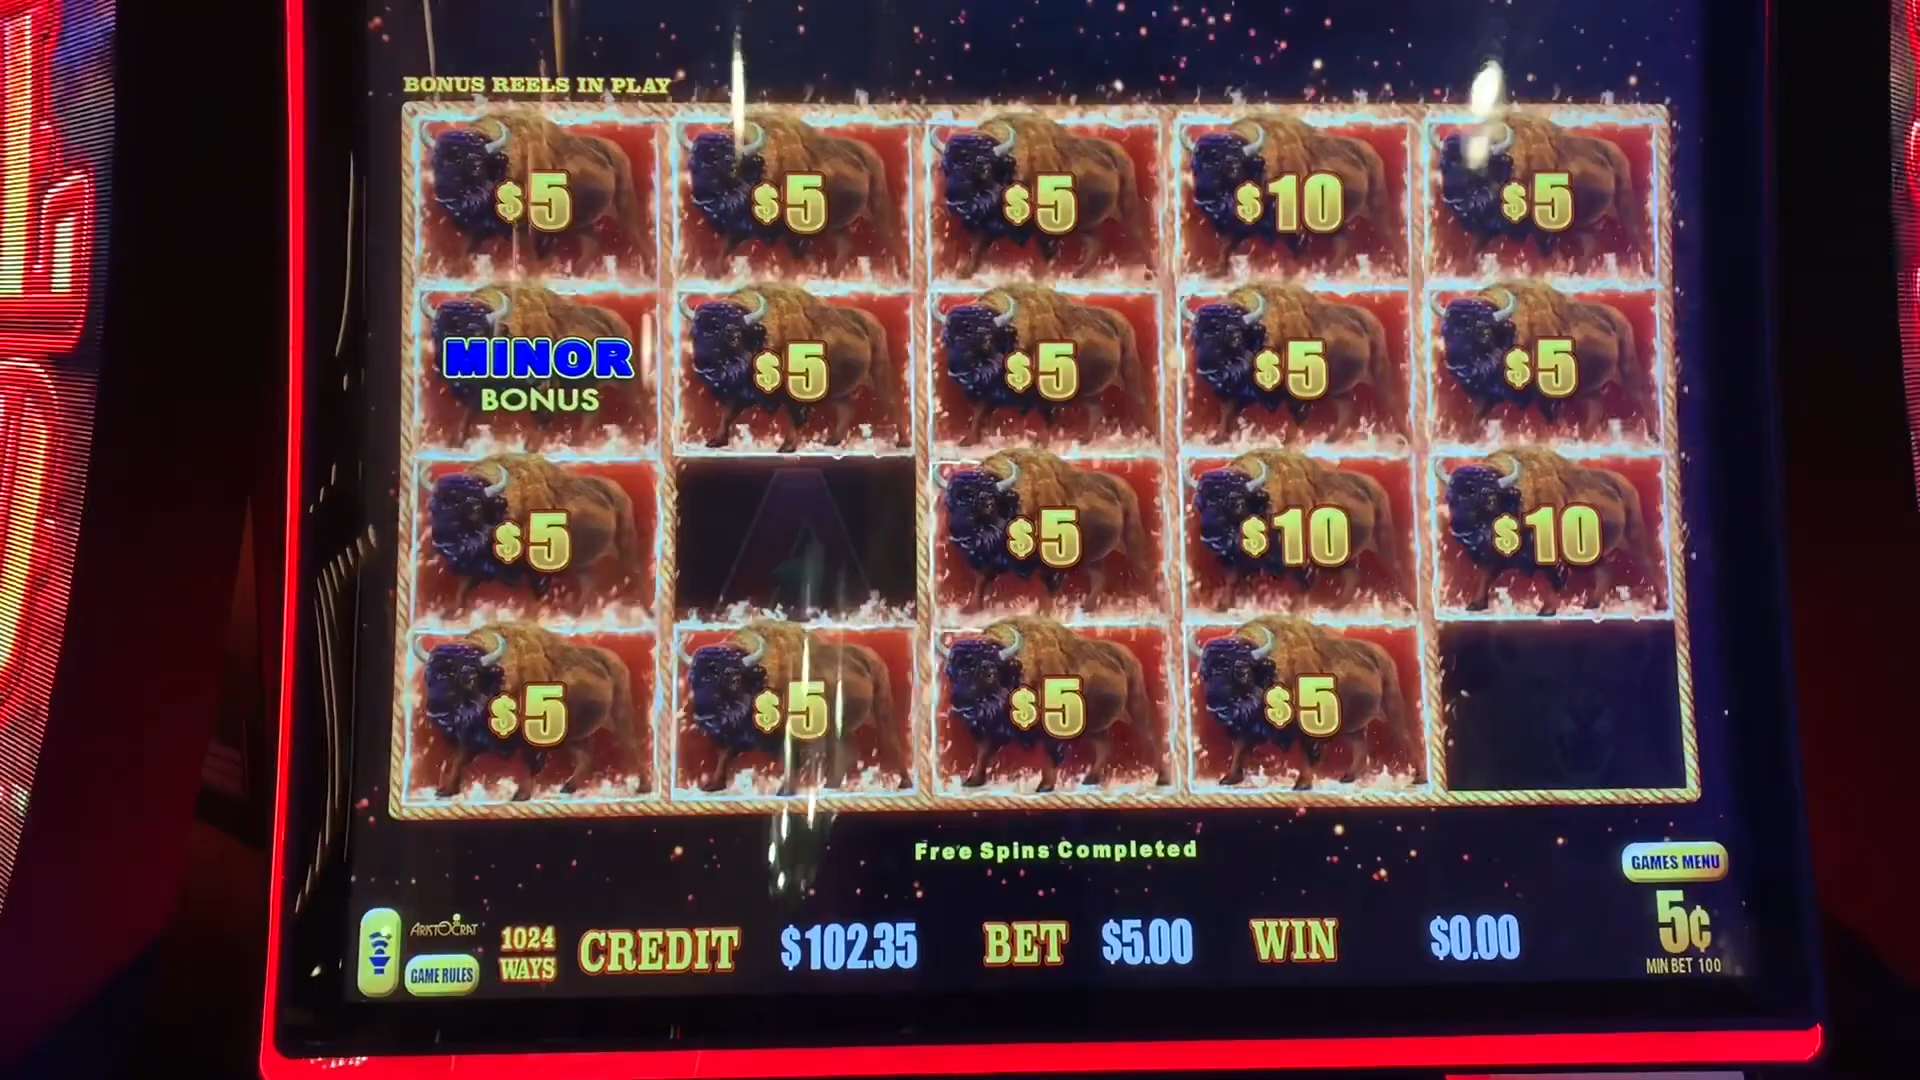 BONUS REELS IN PLAY
$5 $5 $5 $10 $5
MINOR BONUS $5 $5 $5 $5
$5 $5 $10 $10
$5 $5 $5 $5
Free Spins Completed
GAMES MENU
ARISTOCRAT
GAME RULES
1024 WAYS
CREDIT $102.35 BET $5.00 WIN $0.00
5¢
MIN BET 100